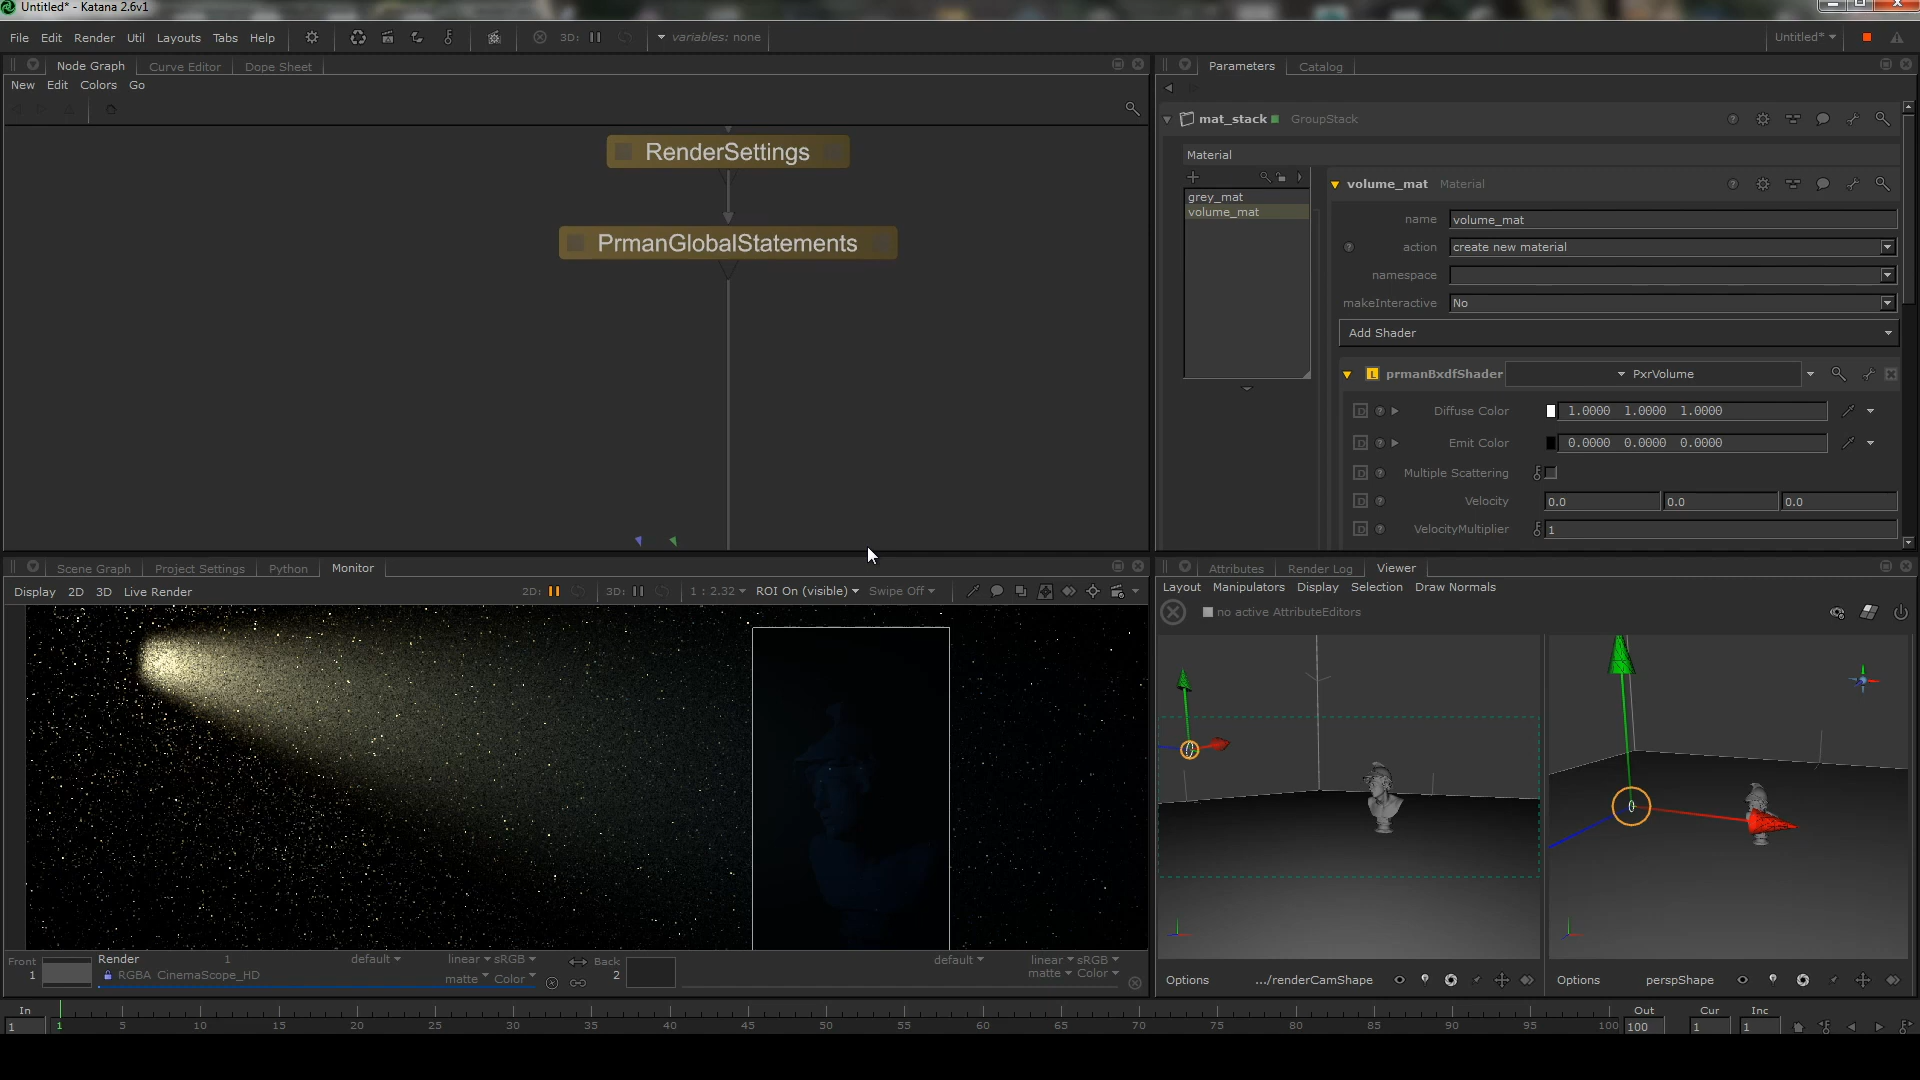 Untitled* - Katana 2.6v1
File Edit Render Util Layouts Tabs Help 3D: variables: none Untitled*
Node Graph Curve Editor Dope Sheet
New Edit Colors Go
RenderSettings
PrmanGlobalStatements
Parameters Catalog
mat_stack GroupStack
Material
grey_mat
volume_mat
volume_mat Material
name volume_mat
action create new material
namespace
makeInteractive No
Add Shader
L prmanBxdfShader PxrVolume
D ? Diffuse Color 1.0000 1.0000 1.0000
D ? Emit Color 0.0000 0.0000 0.0000
D ? Multiple Scattering
D ? Velocity 0.0 0.0 0.0
D ? VelocityMultiplier 1
Scene Graph Project Settings Python Monitor
Display 2D 3D Live Render 2D: 3D: 1 : 2.32 ROI On (visible) Swipe Off
Front Render 1 default linear sRGB Back default linear sRGB
1 RGBA CinemaScope_HD matte Color 2 matte Color
Attributes Render Log Viewer
Layout Manipulators Display Selection Draw Normals
no active AttributeEditors
Options .../renderCamShape Options perspShape
In Out Cur Inc
1 1 5 10 15 20 25 30 35 40 45 50 55 60 65 70 75 80 85 90 95 100 100 1 1